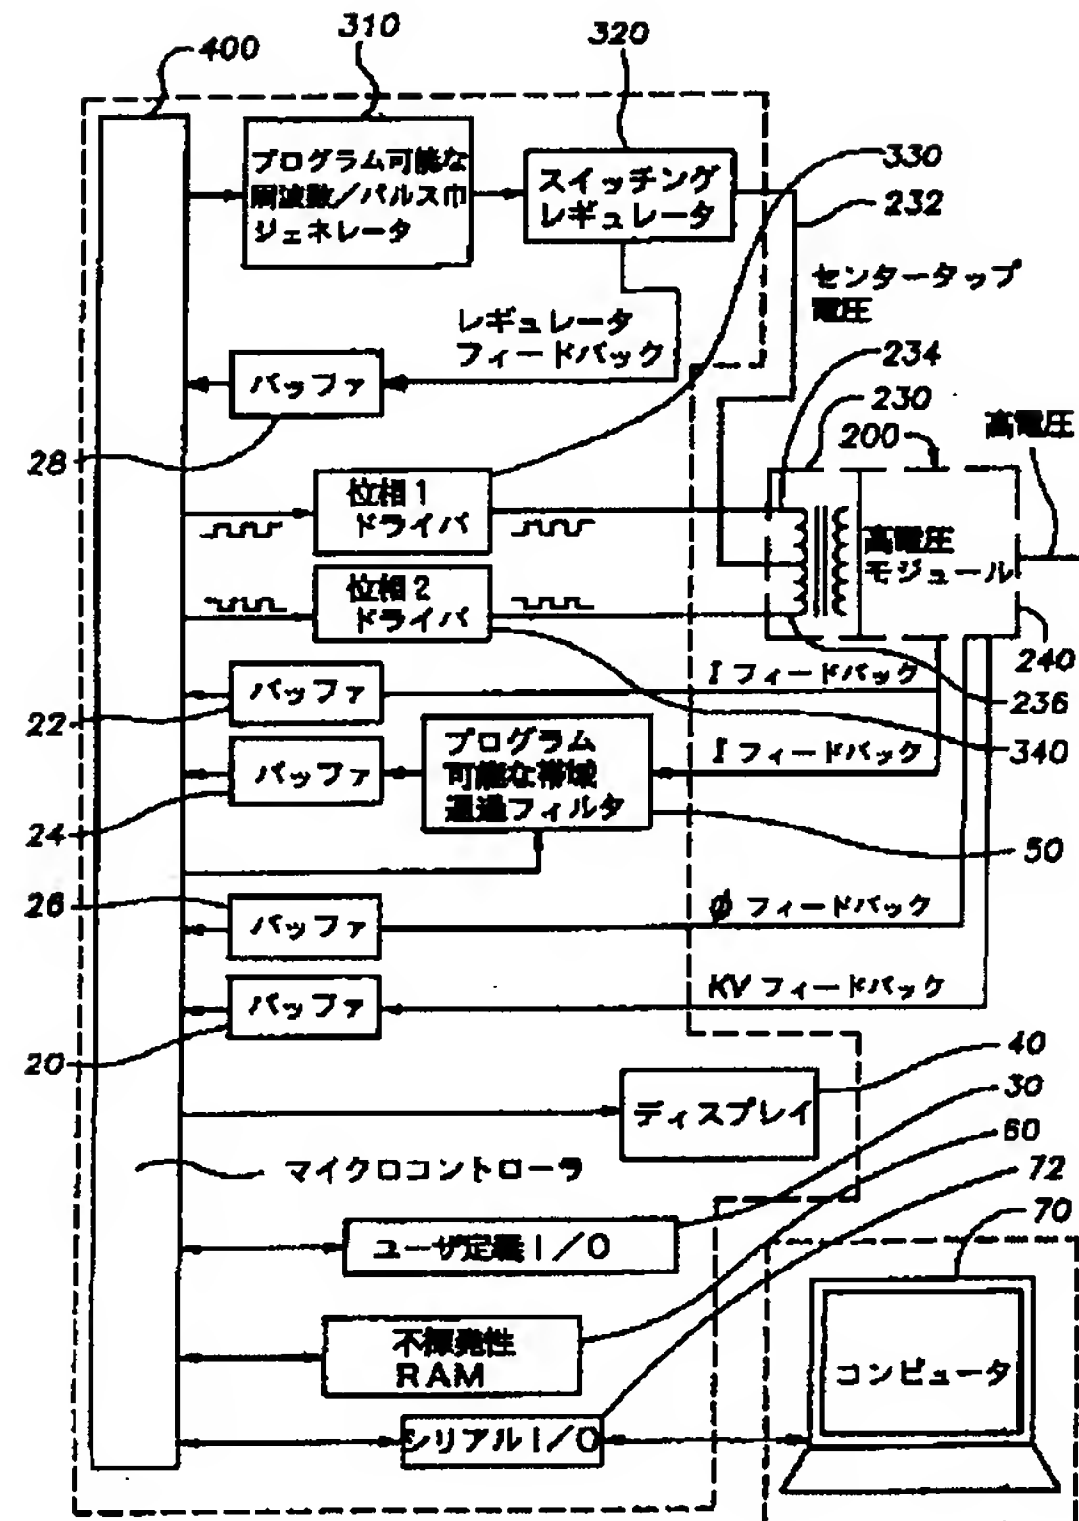 400
310
320
プログラム可能な
周波数/パルス巾
ジェネレータ
スイッチング
レギュレータ
330
232
センタータップ
電圧
レギュレータ
フィードバック
バッファ
28
234
230
200
高電圧
位相1
ドライバ
位相2
ドライバ
高電圧
モジュール
240
236
340
Iフィードバック
バッファ
22
Iフィードバック
プログラム
可能な帯域
通過フィルタ
バッファ
24
50
26
バッファ
φフィードバック
バッファ
KVフィードバック
20
40
30
60
72
70
ディスプレイ
マイクロコントローラ
ユーザ定義I/O
不揮発性
RAM
シリアルI/O
コンピュータ